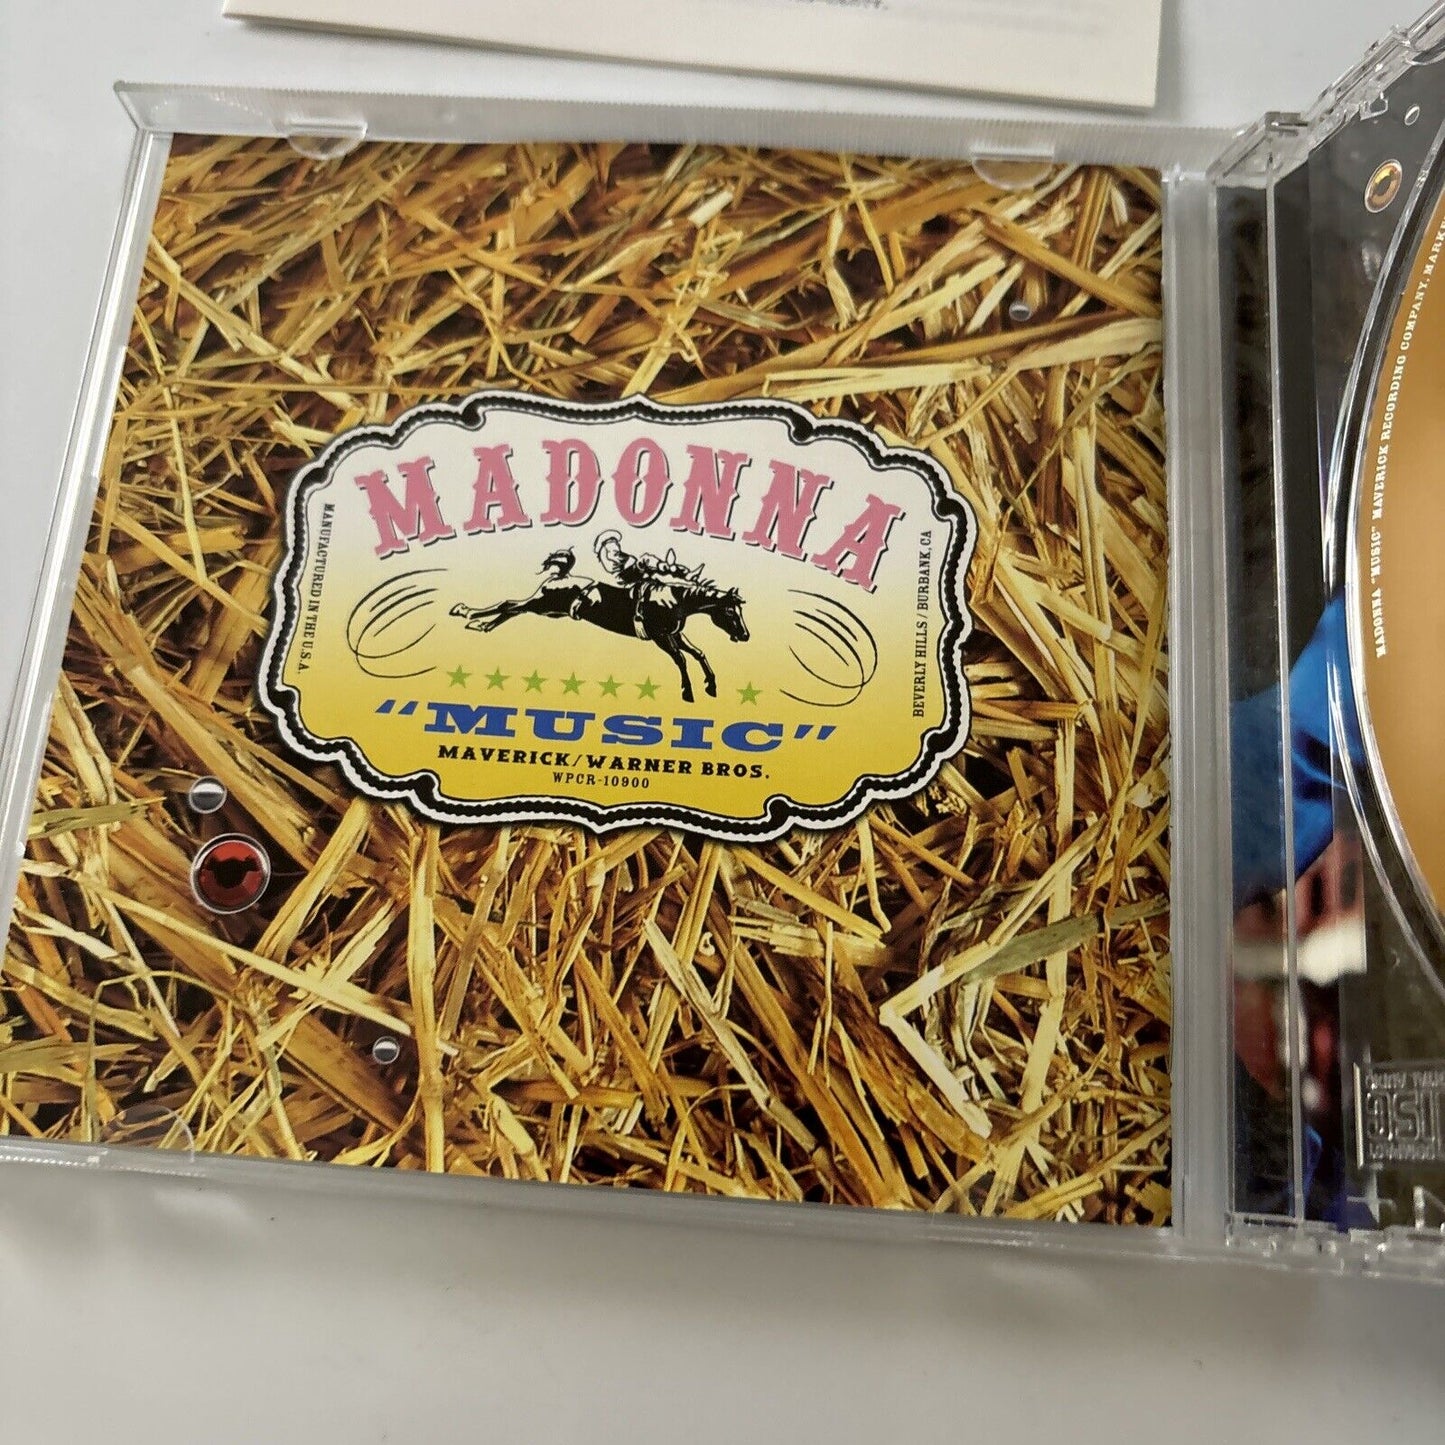 MADONNA
MANUFACTURED IN THE U.S.A.
BEVERLY HILLS / BURBANK, CA
"MUSIC"
MAVERICK/WARNER BROS.
WPCR-10900
MADONNA "MUSIC" MAVERICK RECORDING COMPANY,